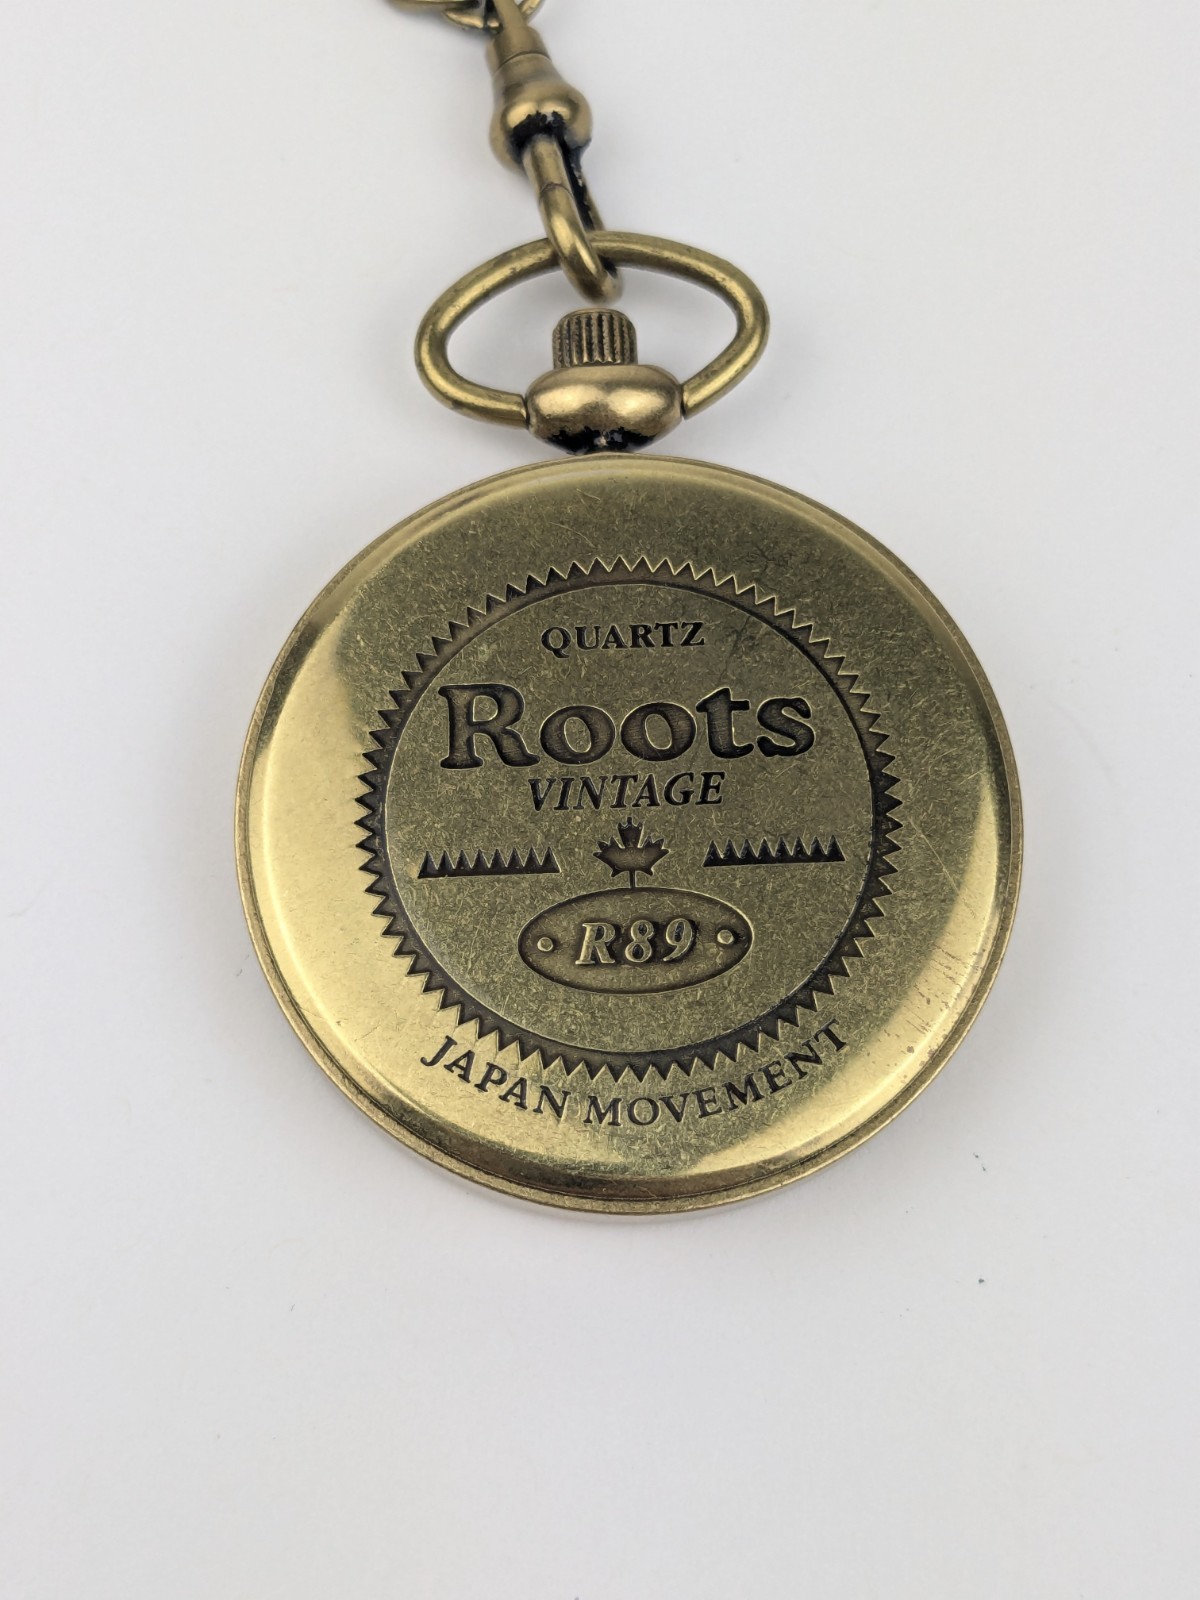 QUARTZ
Roots
VINTAGE
R89
JAPAN MOVEMENT